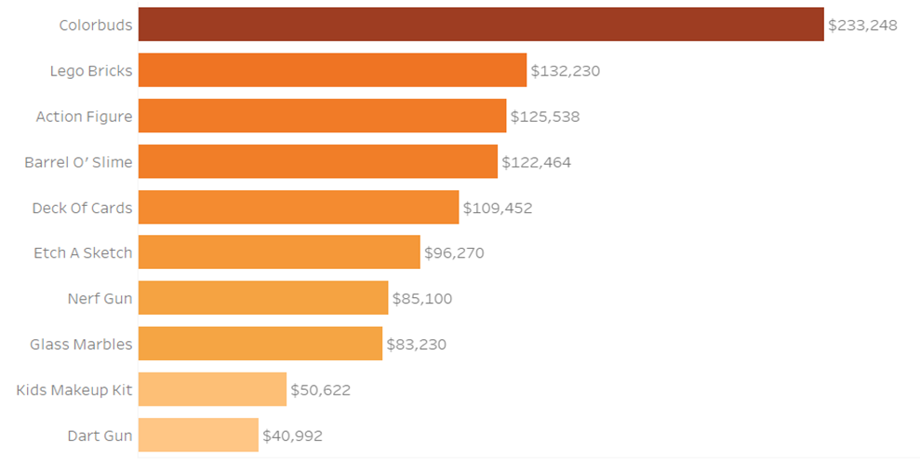 Colorbuds $233,248
Lego Bricks $132,230
Action Figure $125,538
Barrel O’ Slime $122,464
Deck Of Cards $109,452
Etch A Sketch $96,270
Nerf Gun $85,100
Glass Marbles $83,230
Kids Makeup Kit $50,622
Dart Gun $40,992